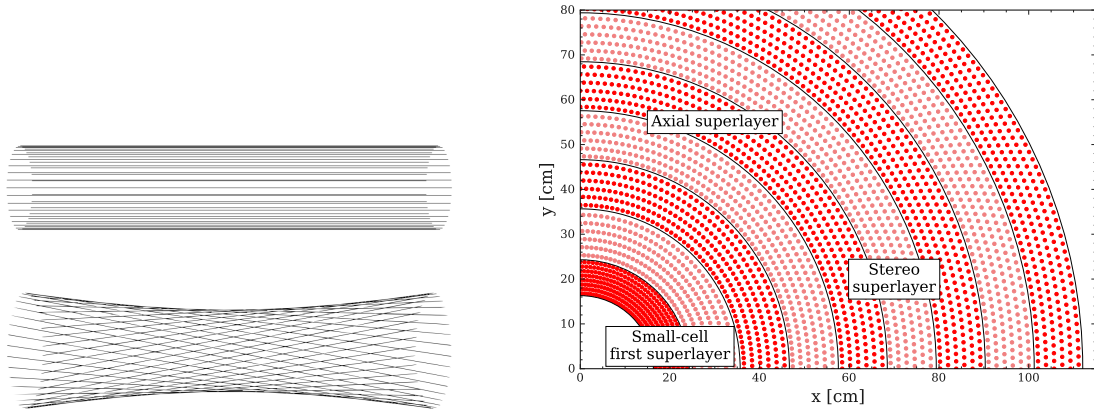 80
70
60
50
40
30
20
10
0
y [cm]
Axial superlayer
Stereo
superlayer
Small-cell
first superlayer
0 20 40 60 80 100
x [cm]